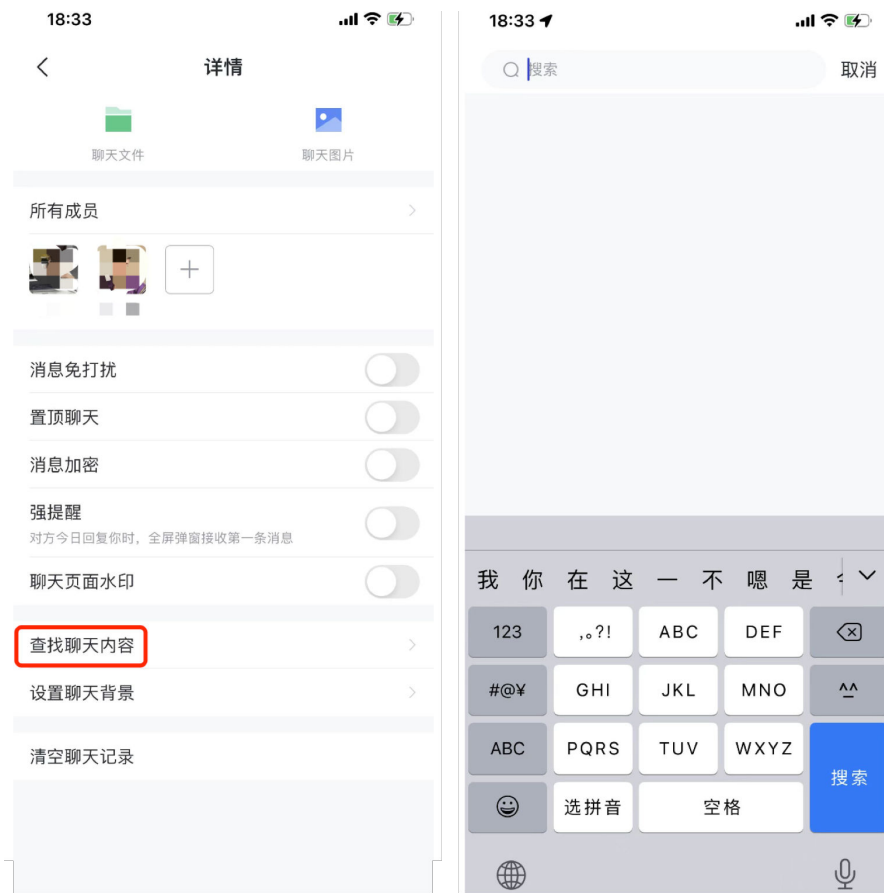 18:33
详情
聊天文件
聊天图片
所有成员
消息免打扰
置顶聊天
消息加密
强提醒
对方今日回复你时，全屏弹窗接收第一条消息
聊天页面水印
查找聊天内容
设置聊天背景
清空聊天记录
18:33
搜索
取消
我 你 在 这 一 不 嗯 是
123 ,。?! ABC DEF
#@¥ GHI JKL MNO ^^
ABC PQRS TUV WXYZ
搜索
选拼音 空格